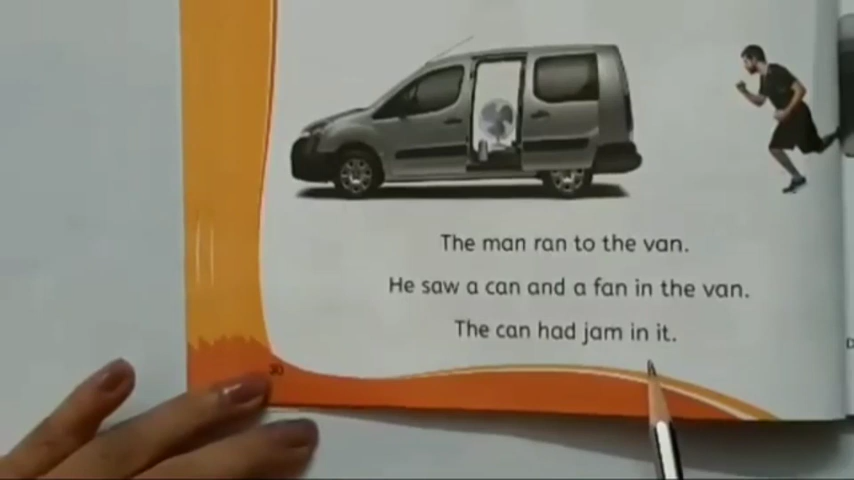 The man ran to the van.
He saw a can and a fan in the van.
The can had jam in it.
30